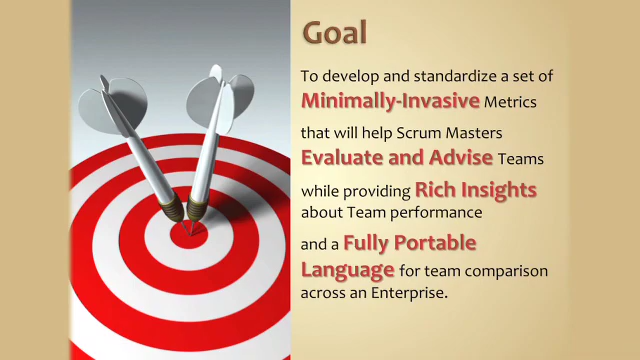 Goal
To develop and standardize a set of
Minimally-Invasive Metrics
that will help Scrum Masters
Evaluate and Advise Teams
while providing Rich Insights
about Team performance
and a Fully Portable
Language for team comparison
across an Enterprise.